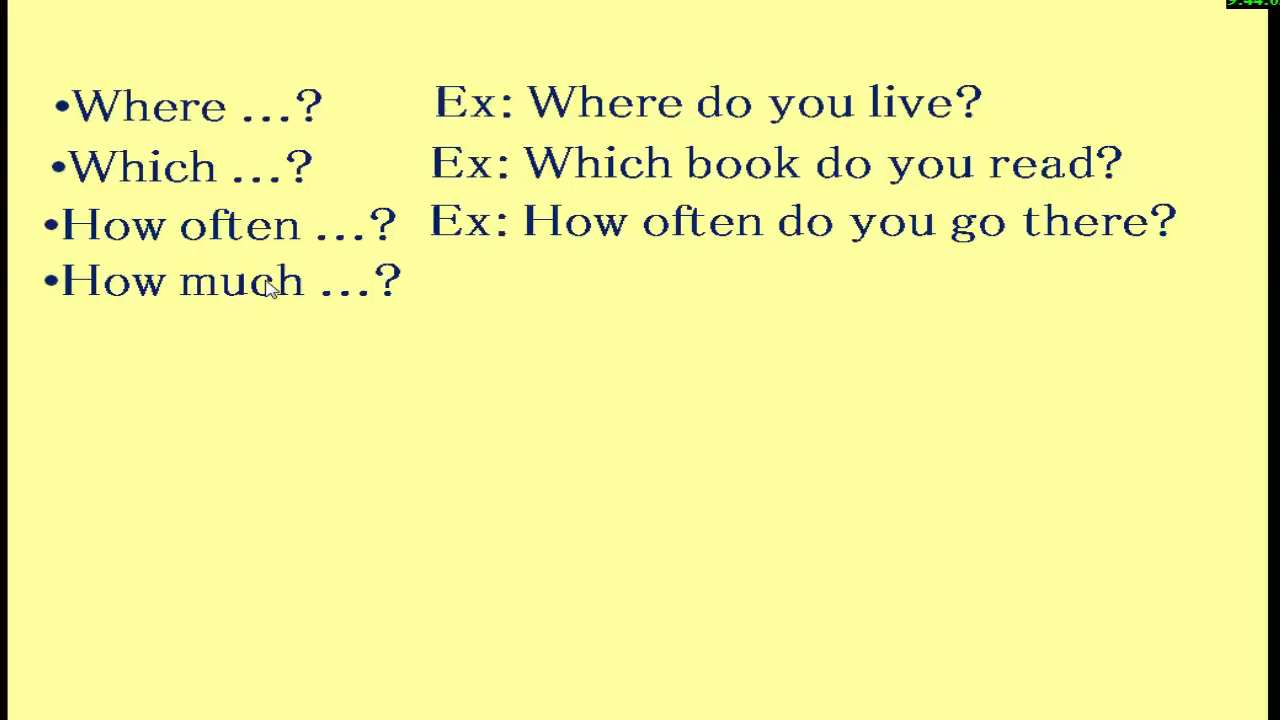 •Where ...? Ex: Where do you live?
•Which ...? Ex: Which book do you read?
•How often ...? Ex: How often do you go there?
•How much ...?